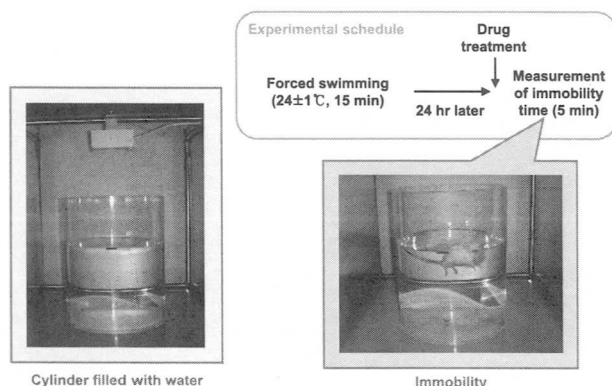 Experimental schedule
Drug
treatment
Forced swimming
(24±1℃, 15 min)
24 hr later
Measurement
of immobility
time (5 min)
Cylinder filled with water
Immobility